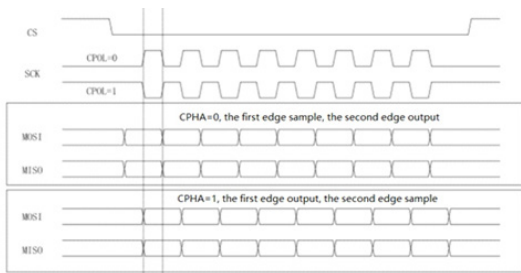 CS
CPOL=0
SCK
CPOL=1
CPHA=0, the first edge sample, the second edge output
MOSI
MISO
CPHA=1, the first edge output, the second edge sample
MOSI
MISO